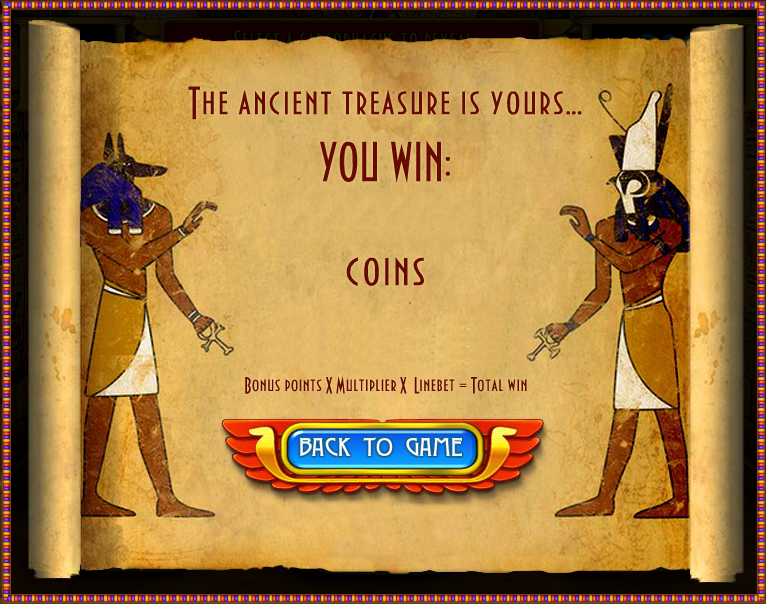 The ancient treasure is yours...
YOU WIN:
COINS
Bonus points X Multiplier X Linebet = Total win
BACK TO GAME